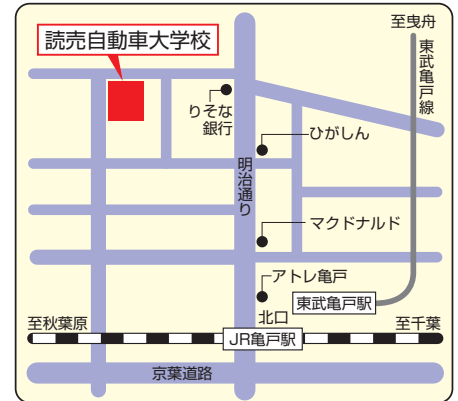 至曳舟
読売自動車大学校
東武亀戸線
りそな
銀行
ひがしん
明治通り
マクドナルド
アトレ亀戸
東武亀戸駅
北口
至秋葉原
至千葉
JR亀戸駅
京葉道路